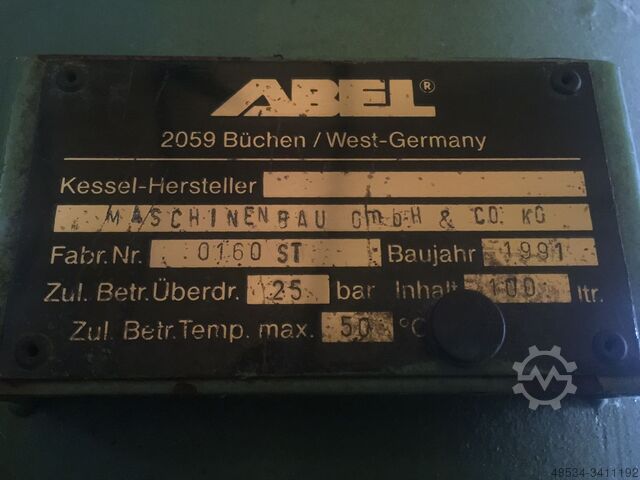 ABEL®
2059 Büchen / West-Germany
Kessel-Hersteller
MASCHINENBAU GmbH & CO. KG
Fabr.Nr. 0160 ST Baujahr 1991
Zul. Betr.Überdr. 25 bar Inhalt 100 ltr.
Zul. Betr.Temp. max. 50 °C
49534-3411192